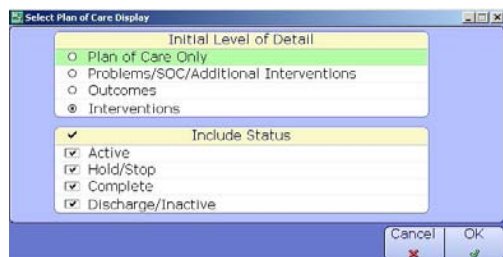 Select Plan of Care Display
Initial Level of Detail
Plan of Care Only
Problems/SOC/Additional Interventions
Outcomes
Interventions
Include Status
Active
Hold/Stop
Complete
Discharge/Inactive
Cancel OK